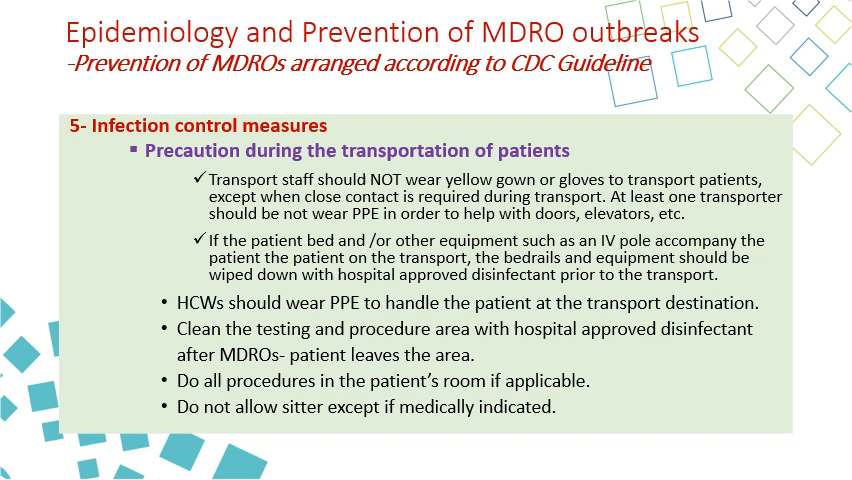 Epidemiology and Prevention of MDRO outbreaks
-Prevention of MDROs arranged according to CDC Guideline
5- Infection control measures
▪ Precaution during the transportation of patients
✓ Transport staff should NOT wear yellow gown or gloves to transport patients,
except when close contact is required during transport. At least one transporter
should be not wear PPE in order to help with doors, elevators, etc.
✓ If the patient bed and /or other equipment such as an IV pole accompany the
patient the patient on the transport, the bedrails and equipment should be
wiped down with hospital approved disinfectant prior to the transport.
• HCWs should wear PPE to handle the patient at the transport destination.
• Clean the testing and procedure area with hospital approved disinfectant
after MDROs- patient leaves the area.
• Do all procedures in the patient's room if applicable.
• Do not allow sitter except if medically indicated.